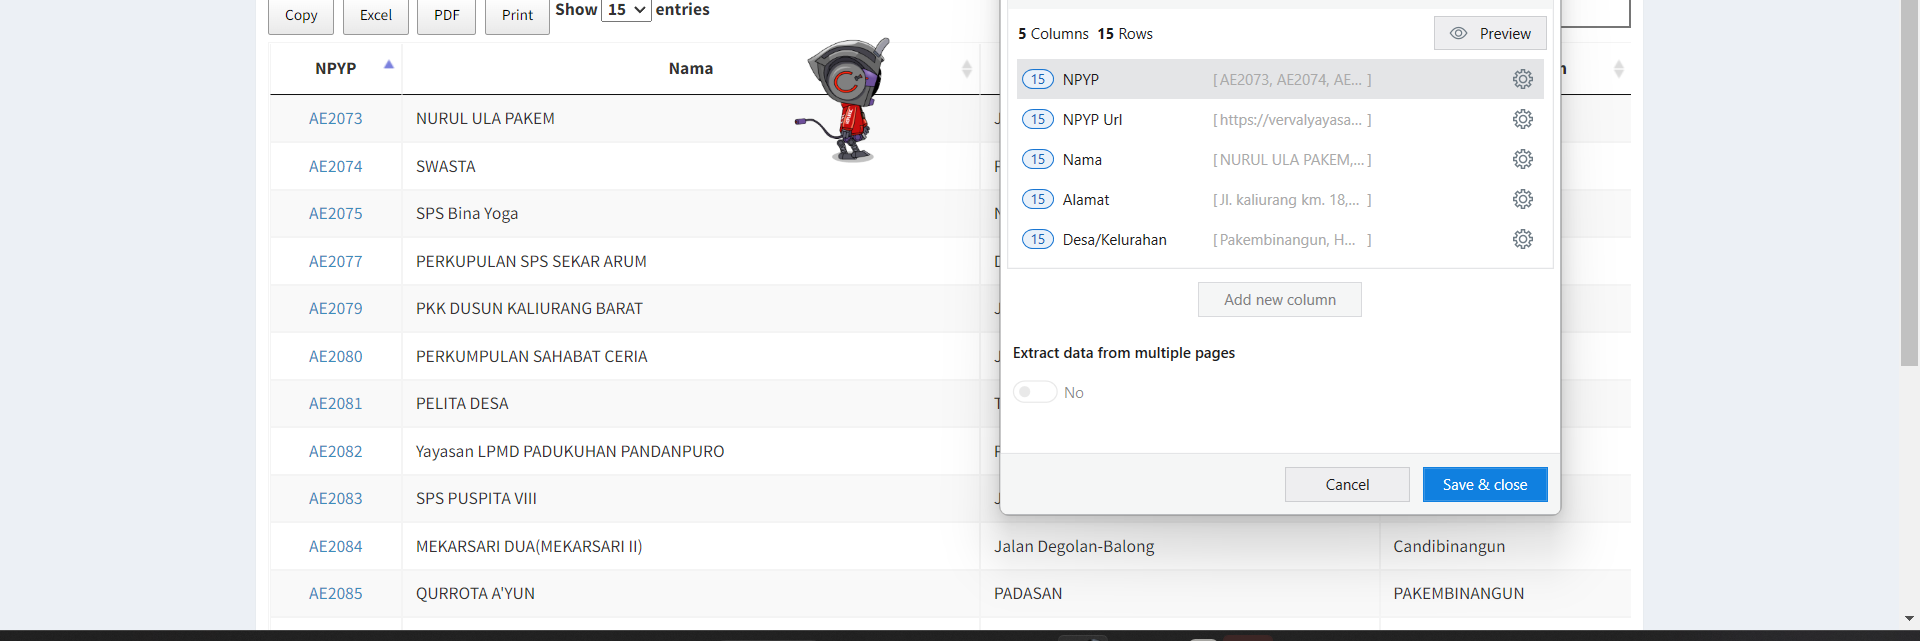 Copy Excel PDF Print Show 15 entries
5 Columns 15 Rows Preview
NPYP Nama
15 NPYP [ AE2073, AE2074, AE... ]
15 NPYP Url [ https://vervalyayasa... ]
15 Nama [ NURUL ULA PAKEM,... ]
15 Alamat [ Jl. kaliurang km. 18,... ]
15 Desa/Kelurahan [ Pakembinangun, H... ]
Add new column
Extract data from multiple pages
No
Cancel Save & close
AE2073 NURUL ULA PAKEM
AE2074 SWASTA
AE2075 SPS Bina Yoga
AE2077 PERKUPULAN SPS SEKAR ARUM
AE2079 PKK DUSUN KALIURANG BARAT
AE2080 PERKUMPULAN SAHABAT CERIA
AE2081 PELITA DESA
AE2082 Yayasan LPMD PADUKUHAN PANDANPURO
AE2083 SPS PUSPITA VIII
AE2084 MEKARSARI DUA(MEKARSARI II) Jalan Degolan-Balong Candibinangun
AE2085 QURROTA A'YUN PADASAN PAKEMBINANGUN